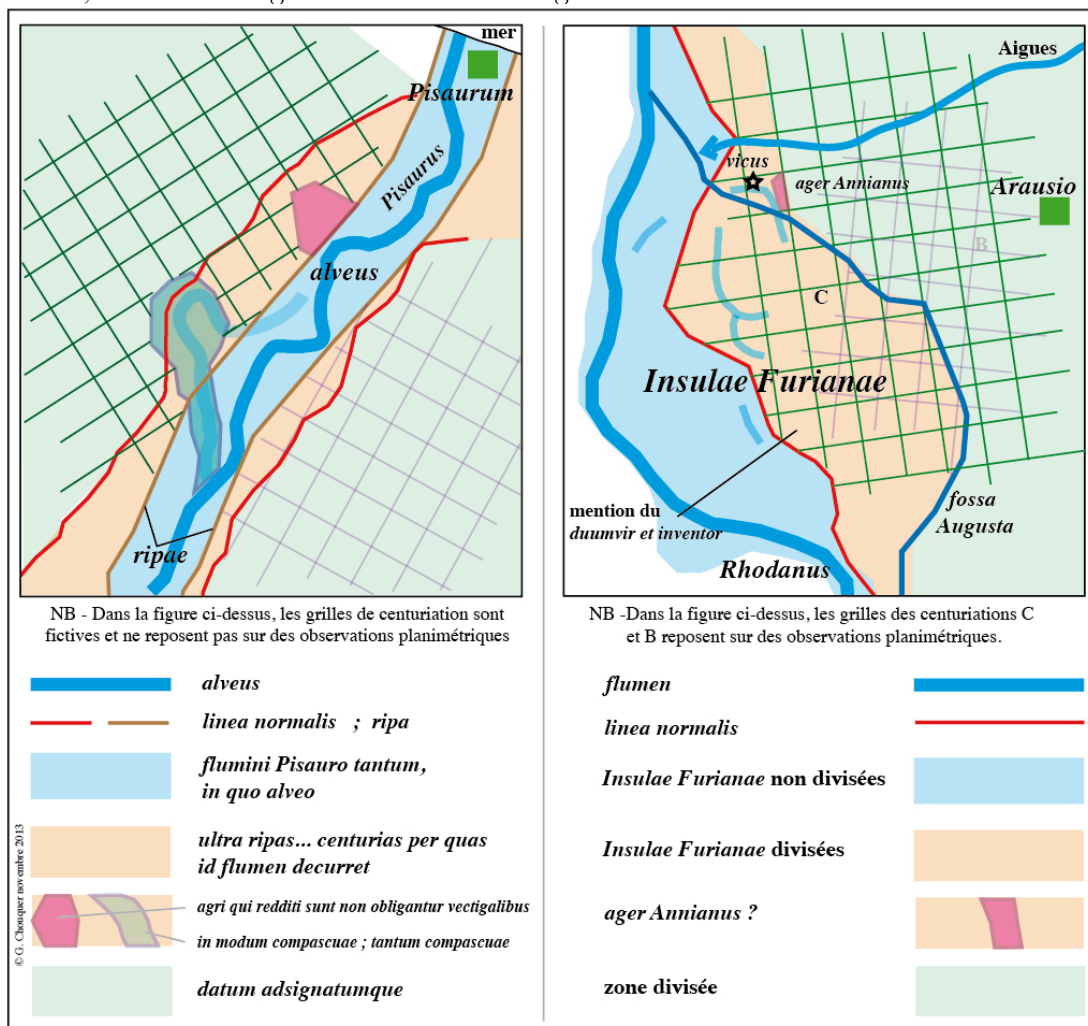 mer
Pisaurum
Pisaurus
alveus
ripae
NB - Dans la figure ci-dessus, les grilles de centuriation sont
fictives et ne reposent pas sur des observations planimétriques
alveus
linea normalis ; ripa
flumini Pisauro tantum,
in quo alveo
ultra ripas... centurias per quas
id flumen decurret
agri qui redditi sunt non obligantur vectigalibus
in modum compascuae ; tantum compascuae
datum adsignatumque
© G. Chouquer novembre 2013
Aigues
vicus
ager Annianus
Arausio
B
C
Insulae Furianae
mention du
duumvir et inventor
fossa
Augusta
Rhodanus
NB -Dans la figure ci-dessus, les grilles des centuriations C
et B reposent sur des observations planimétriques.
flumen
linea normalis
Insulae Furianae non divisées
Insulae Furianae divisées
ager Annianus ?
zone divisée